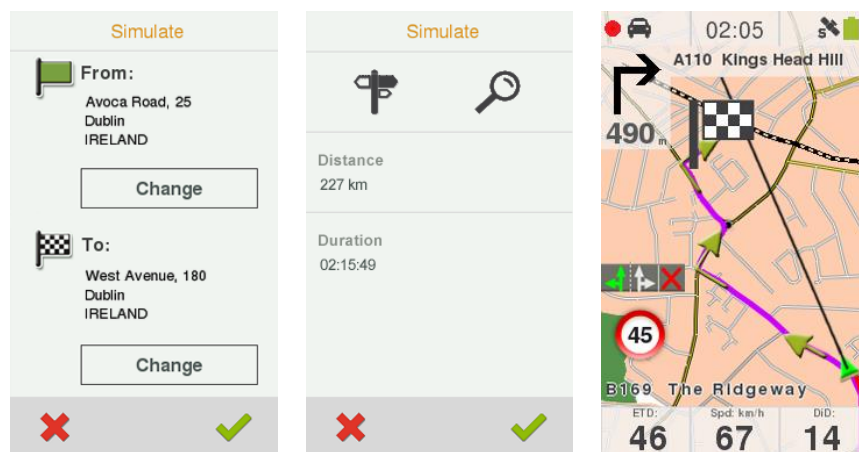 Simulate
From:
Avoca Road, 25
Dublin
IRELAND
Change
To:
West Avenue, 180
Dublin
IRELAND
Change
Simulate
Distance
227 km
Duration
02:15:49
02:05
S
A110 Kings Head Hill
490 m
45
B169 The Ridgeway
ETD:
46
Spd: km/h
67
DiD:
14